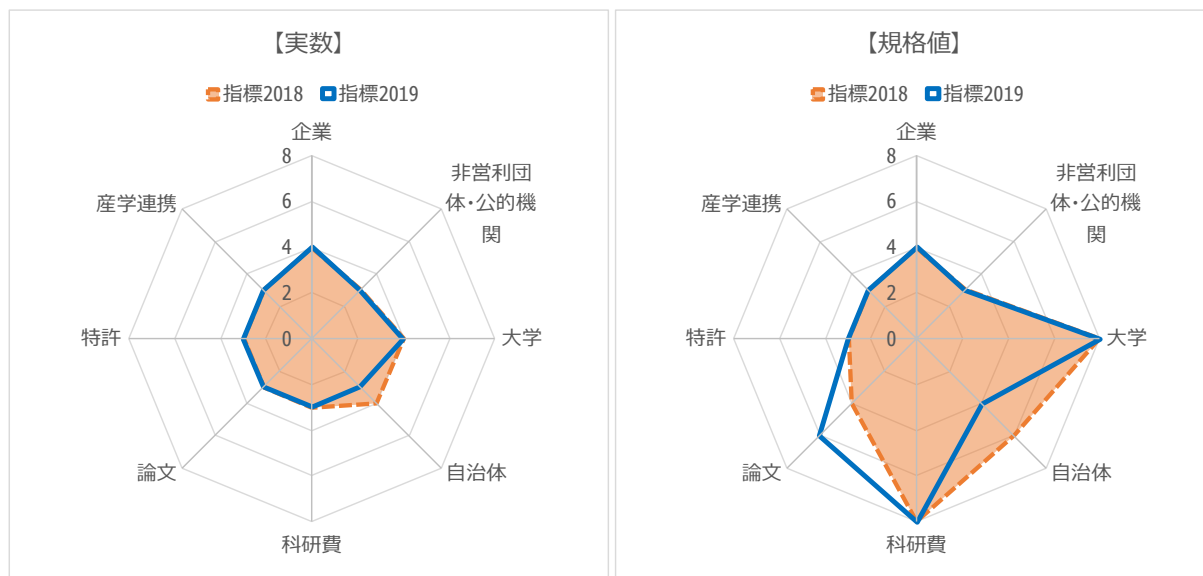 【実数】
指標2018 指標2019
企業
8
6
4
2
0
非営利団
体・公的機
関
大学
自治体
科研費
論文
特許
産学連携
【規格値】
指標2018 指標2019
企業
8
6
4
2
0
非営利団
体・公的機
関
大学
自治体
科研費
論文
特許
産学連携